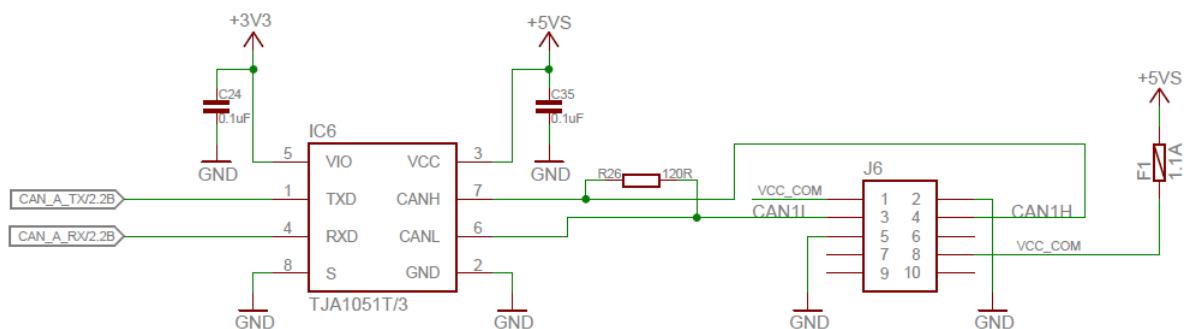 +3V3
+5VS
+5VS
C24
0.1uF
GND
C35
0.1uF
GND
IC6
5 VIO VCC 3
1 TXD CANH 7
4 RXD CANL 6
8 S GND 2
TJA1051T/3
CAN_A_TX/2.2B
CAN_A_RX/2.2B
GND
GND
R26 120R
F1
1.1A
J6
VCC_COM 1 2
CAN1L 3 4 CAN1H
5 6
7 8 VCC_COM
9 10
GND
GND